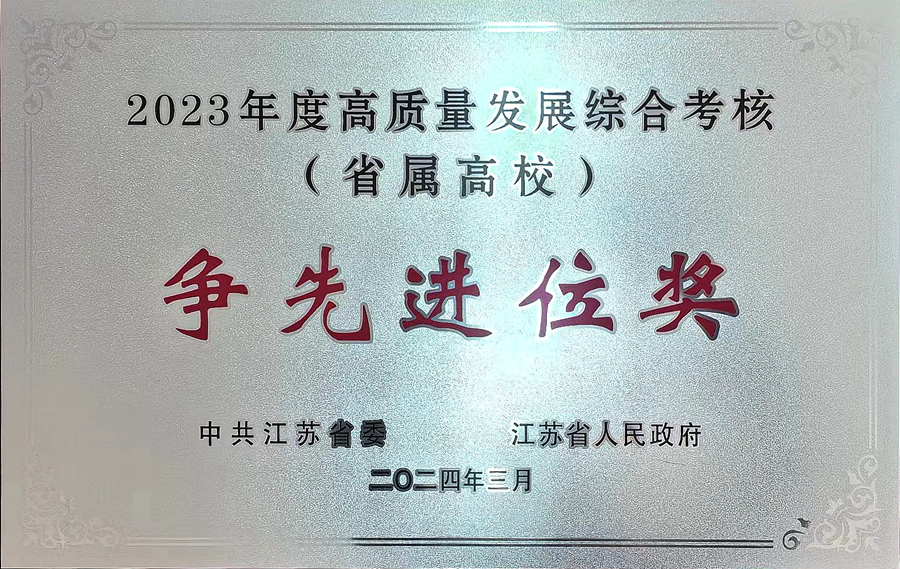 2023年度高质量发展综合考核
（省属高校）
争先进位奖
中共江苏省委 江苏省人民政府
二〇二四年三月